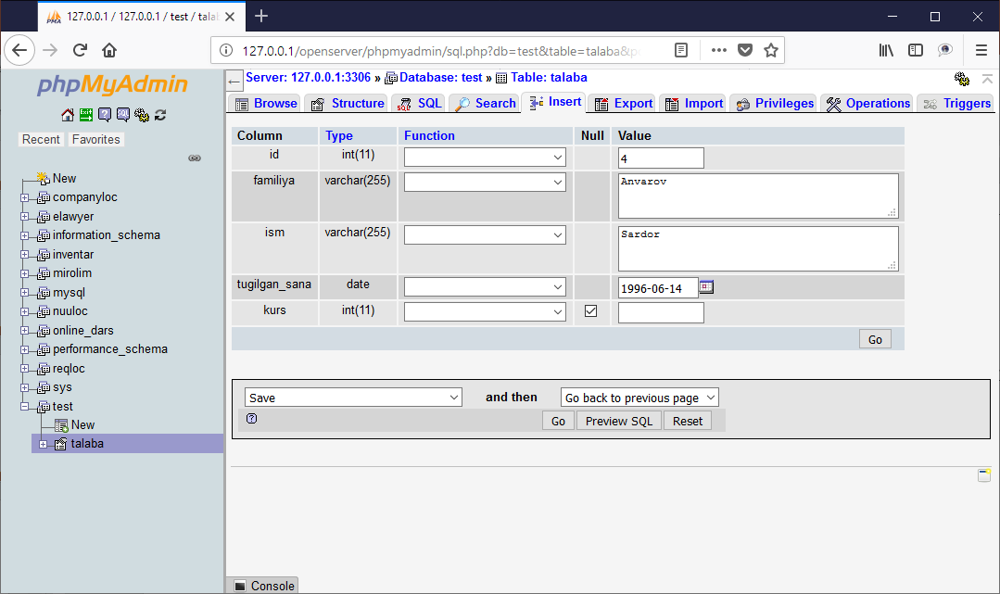 127.0.0.1 / 127.0.0.1 / test / tala
127.0.0.1/openserver/phpmyadmin/sql.php?db=test&table=talaba&p
phpMyAdmin
Recent Favorites
New
companyloc
elawyer
information_schema
inventar
mirolim
mysql
nuuloc
online_dars
performance_schema
reqloc
sys
test
New
talaba
Server: 127.0.0.1:3306 » Database: test » Table: talaba
Browse Structure SQL Search Insert Export Import Privileges Operations Triggers
Column Type Function Null Value
id int(11) 4
familiya varchar(255) Anvarov
ism varchar(255) Sardor
tugilgan_sana date 1996-06-14
kurs int(11)
Go
Save and then Go back to previous page
Go Preview SQL Reset
Console